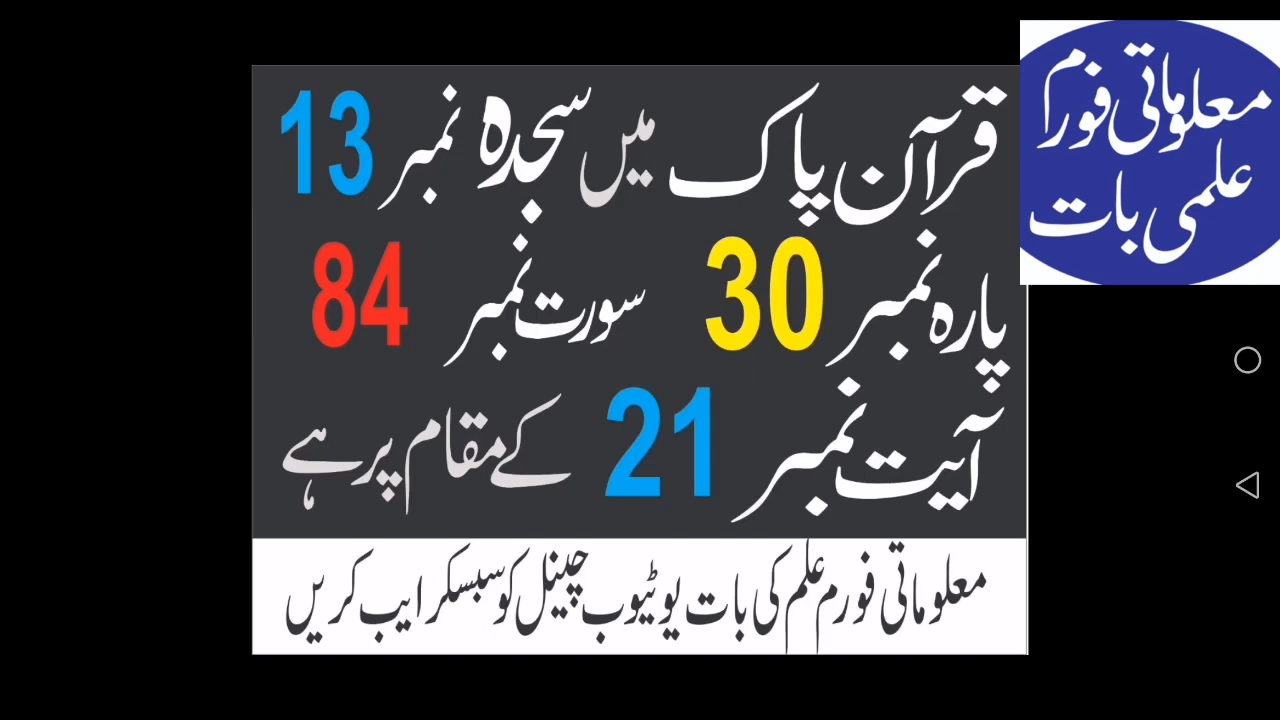 قرآن پاک میں سجدہ نمبر 13
پارہ نمبر 30 سورت نمبر 84
آیت نمبر 21 کے مقام پر ہے
معلوماتی فورم علم کی بات یوٹیوب چینل کو سبسکرایب کریں
معلوماتی فورم
علمی بات